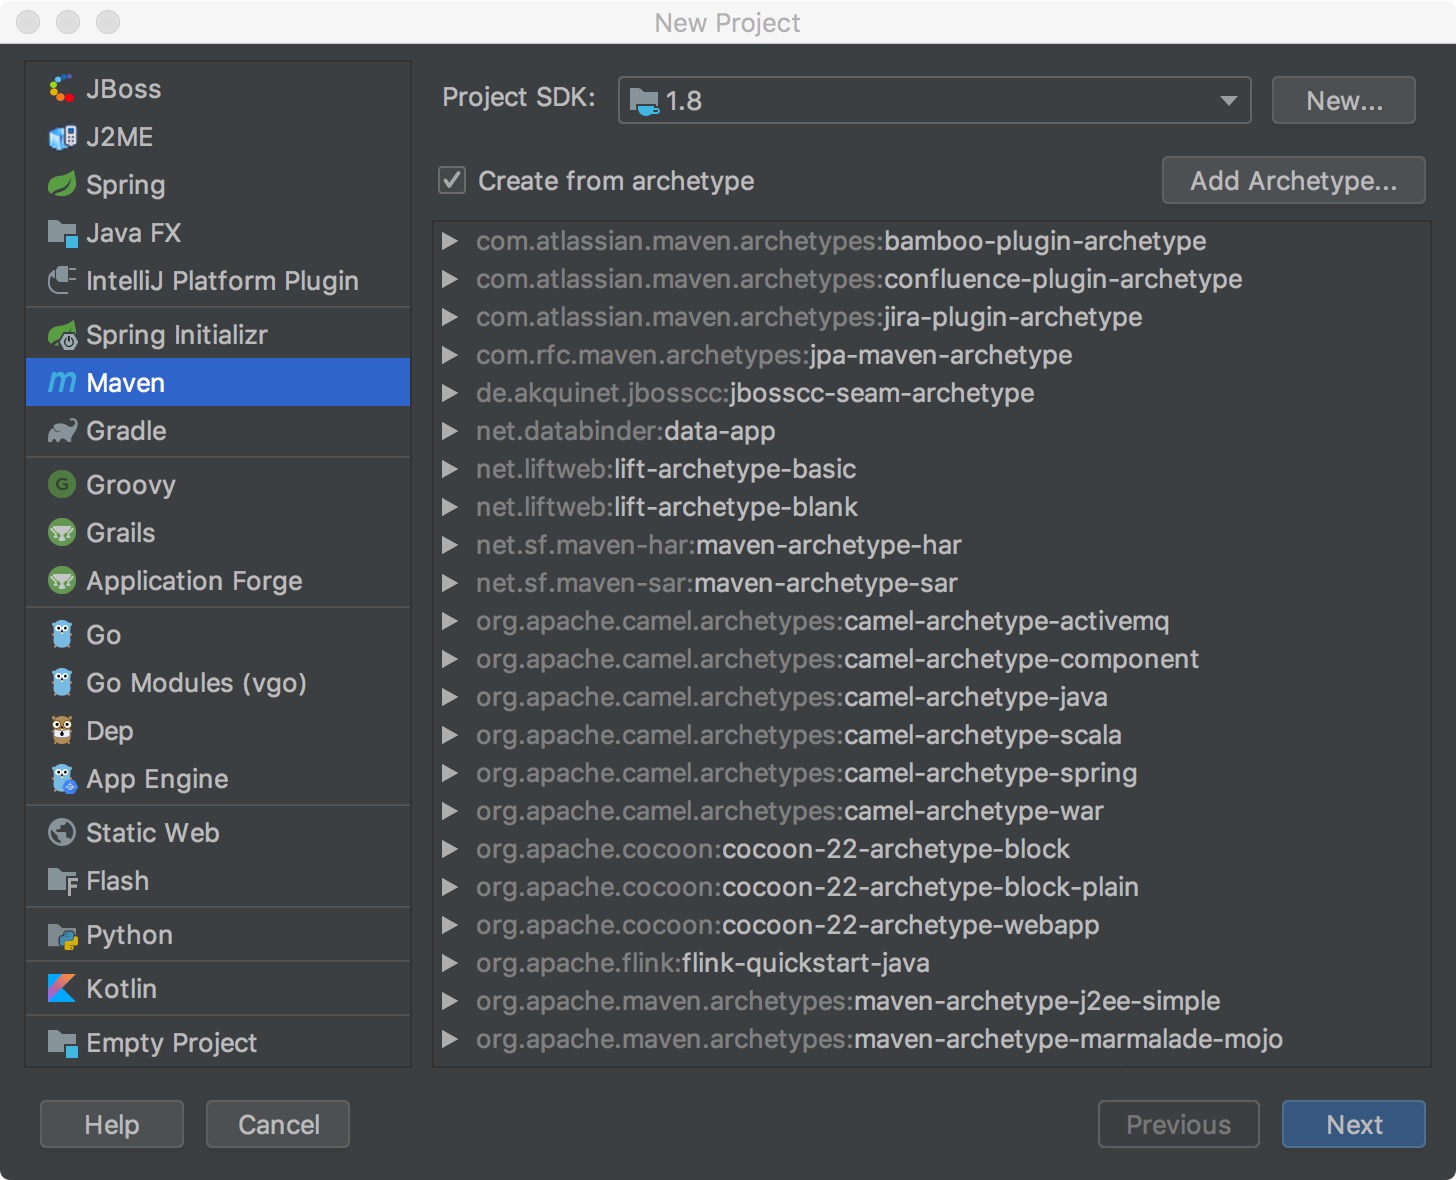 New Project
JBoss
J2ME
Spring
Java FX
IntelliJ Platform Plugin
Spring Initializr
Maven
Gradle
Groovy
Grails
Application Forge
Go
Go Modules (vgo)
Dep
App Engine
Static Web
Flash
Python
Kotlin
Empty Project
Project SDK: 1.8 New...
Create from archetype Add Archetype...
com.atlassian.maven.archetypes:bamboo-plugin-archetype
com.atlassian.maven.archetypes:confluence-plugin-archetype
com.atlassian.maven.archetypes:jira-plugin-archetype
com.rfc.maven.archetypes:jpa-maven-archetype
de.akquinet.jbosscc:jbosscc-seam-archetype
net.databinder:data-app
net.liftweb:lift-archetype-basic
net.liftweb:lift-archetype-blank
net.sf.maven-har:maven-archetype-har
net.sf.maven-sar:maven-archetype-sar
org.apache.camel.archetypes:camel-archetype-activemq
org.apache.camel.archetypes:camel-archetype-component
org.apache.camel.archetypes:camel-archetype-java
org.apache.camel.archetypes:camel-archetype-scala
org.apache.camel.archetypes:camel-archetype-spring
org.apache.camel.archetypes:camel-archetype-war
org.apache.cocoon:cocoon-22-archetype-block
org.apache.cocoon:cocoon-22-archetype-block-plain
org.apache.cocoon:cocoon-22-archetype-webapp
org.apache.flink:flink-quickstart-java
org.apache.maven.archetypes:maven-archetype-j2ee-simple
org.apache.maven.archetypes:maven-archetype-marmalade-mojo
Help Cancel Previous Next